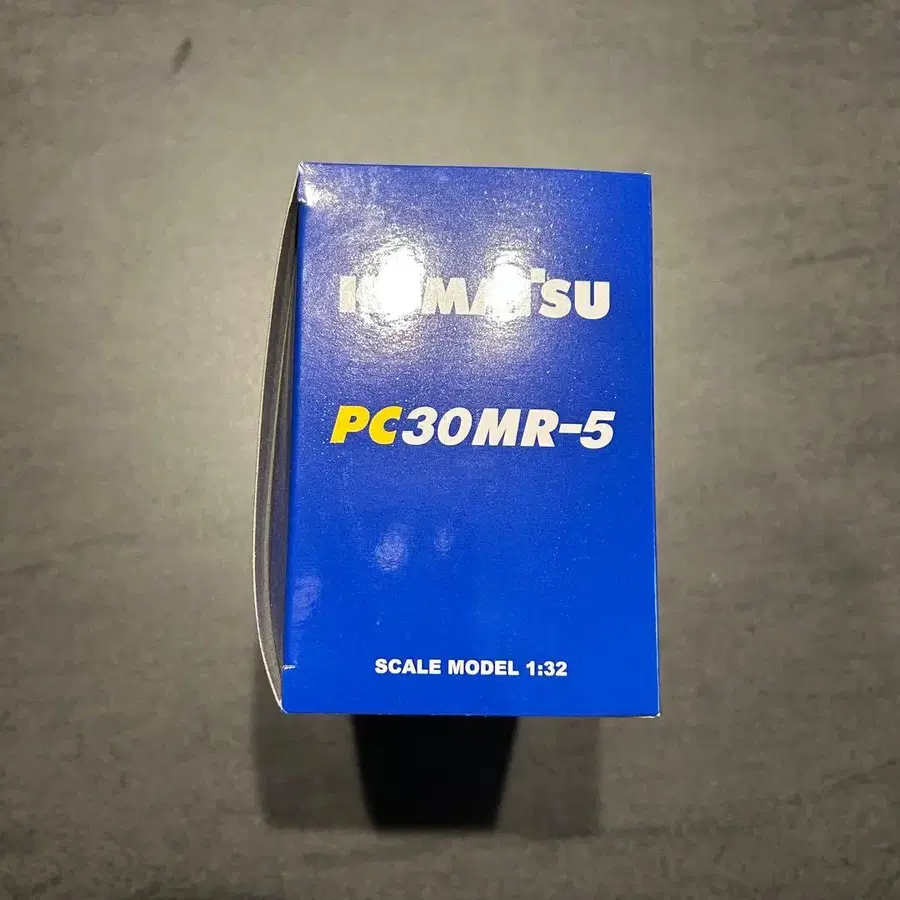 KOMATSU
PC30MR-5
SCALE MODEL 1:32